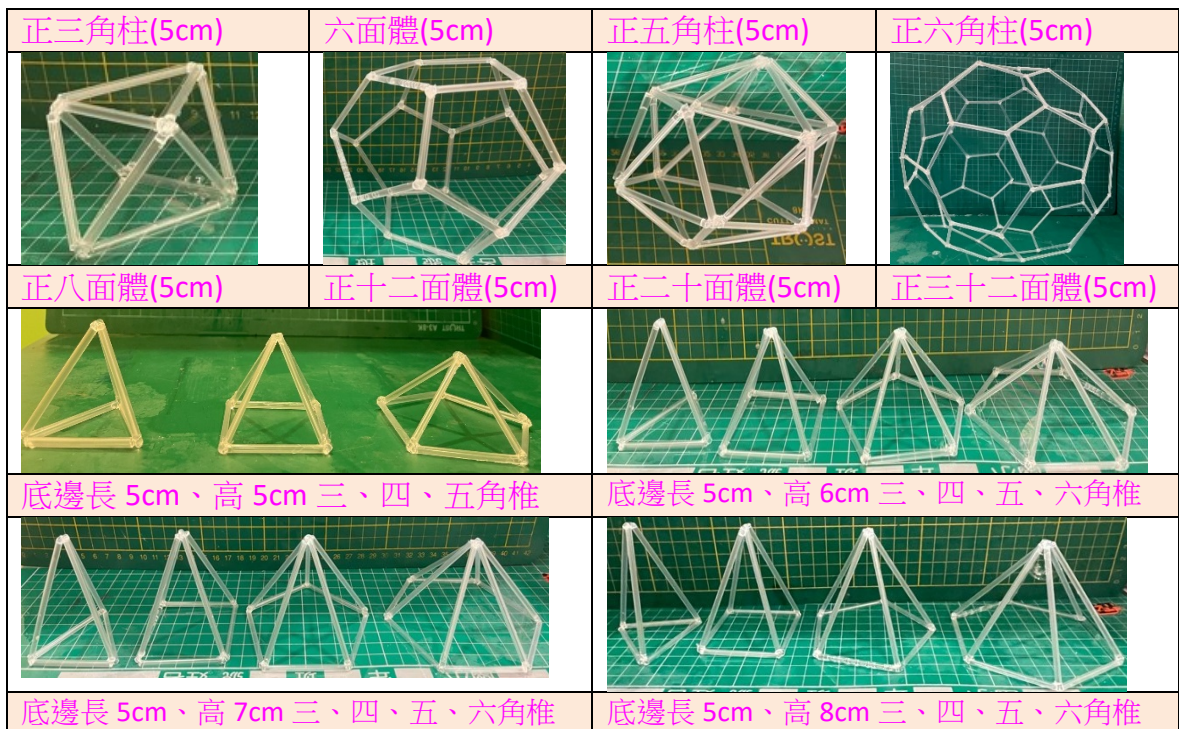 正三角柱(5cm)
六面體(5cm)
正五角柱(5cm)
正六角柱(5cm)
正八面體(5cm)
正十二面體(5cm)
正二十面體(5cm)
正三十二面體(5cm)
底邊長 5cm、高 5cm 三、四、五角椎
底邊長 5cm、高 6cm 三、四、五、六角椎
底邊長 5cm、高 7cm 三、四、五、六角椎
底邊長 5cm、高 8cm 三、四、五、六角椎